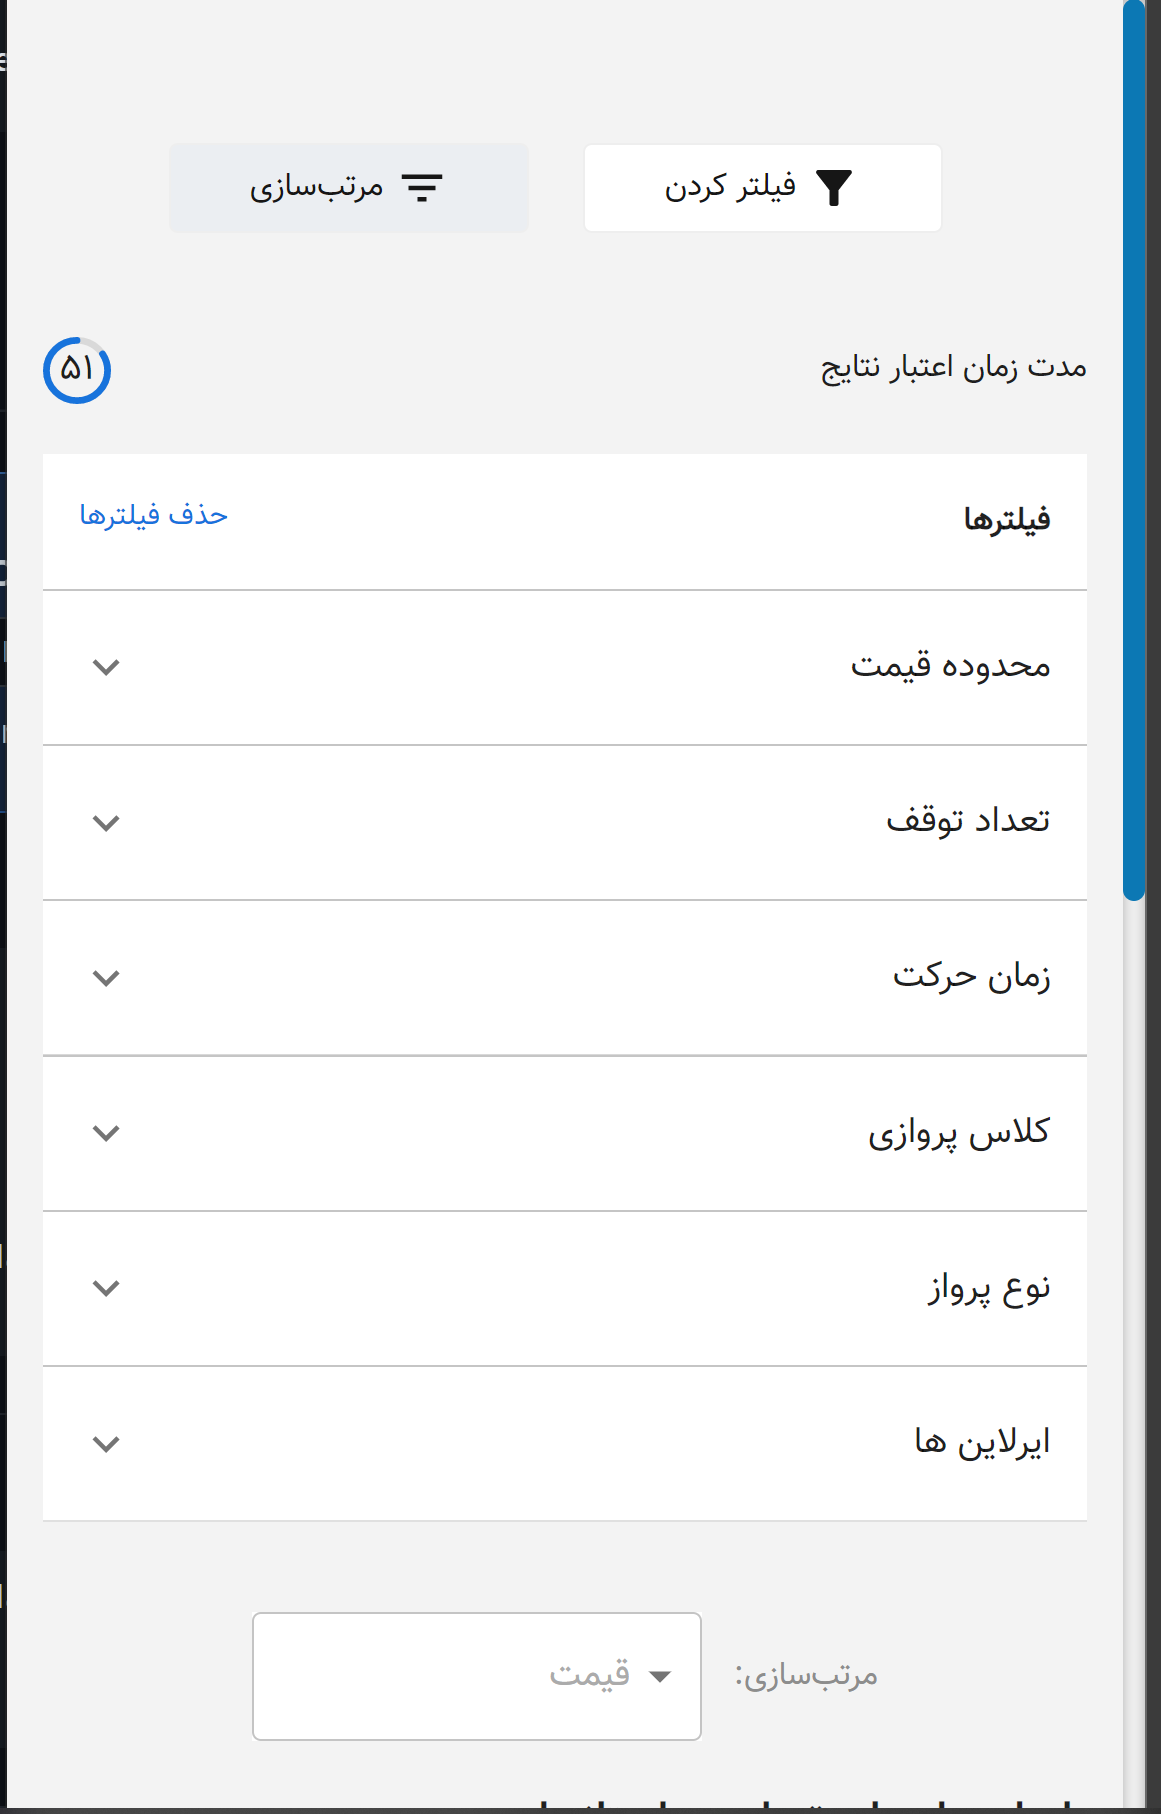 فیلتر کردن
مرتب‌سازی
مدت زمان اعتبار نتایج
۵۱
فیلترها
حذف فیلترها
محدوده قیمت
تعداد توقف
زمان حرکت
کلاس پروازی
نوع پرواز
ایرلاین ها
مرتب‌سازی:
قیمت